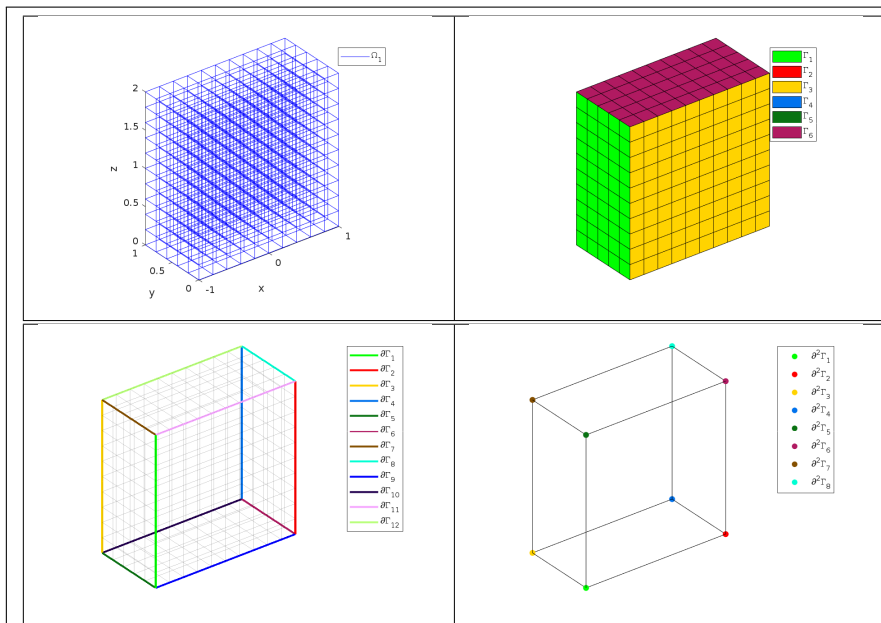 Ω₁
2
1.5
z
1
0.5
0
1
0.5
y
0
-1
x
0
1
Γ₁
Γ₂
Γ₃
Γ₄
Γ₅
Γ₆
∂Γ₁
∂Γ₂
∂Γ₃
∂Γ₄
∂Γ₅
∂Γ₆
∂Γ₇
∂Γ₈
∂Γ₉
∂Γ₁₀
∂Γ₁₁
∂Γ₁₂
∂²Γ₁
∂²Γ₂
∂²Γ₃
∂²Γ₄
∂²Γ₅
∂²Γ₆
∂²Γ₇
∂²Γ₈